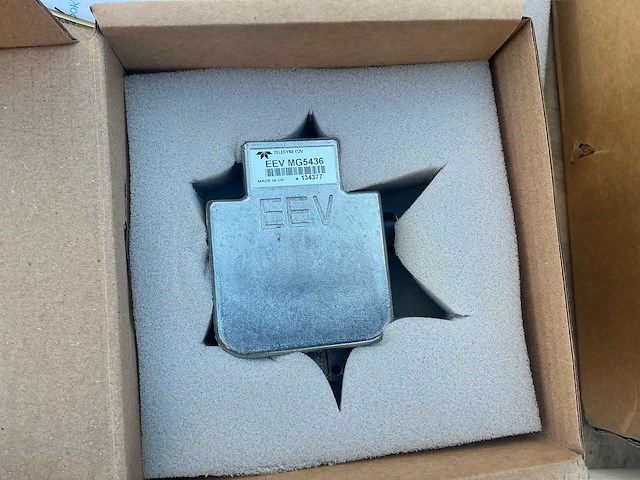 TELEDYNE e2v
EEV MG5436
MADE IN UK * 134377
EEV